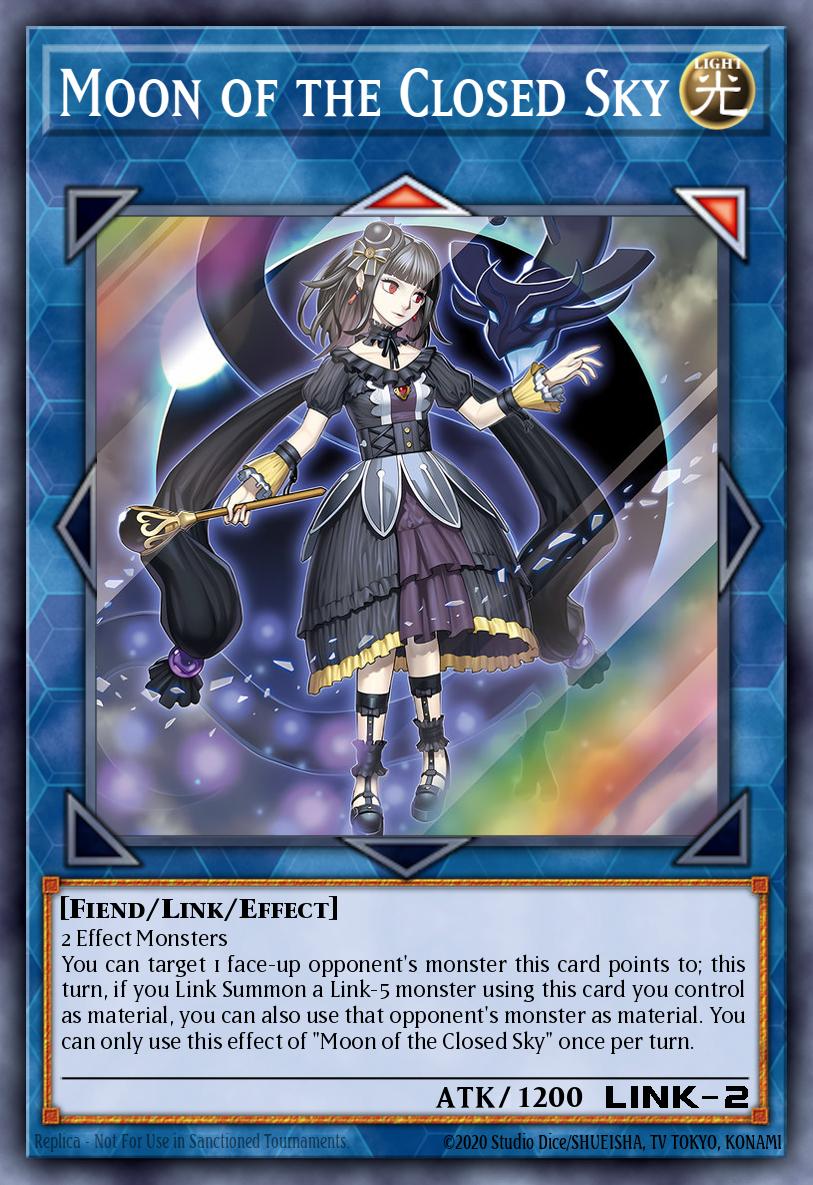 MOON OF THE CLOSED SKY
LIGHT
光
[FIEND/LINK/EFFECT]
2 Effect Monsters
You can target 1 face-up opponent's monster this card points to; this
turn, if you Link Summon a Link-5 monster using this card you control
as material, you can also use that opponent's monster as material. You
can only use this effect of "Moon of the Closed Sky" once per turn.
ATK/1200 LINK-2
Replica - Not For Use in Sanctioned Tournaments.
©2020 Studio Dice/SHUEISHA, TV TOKYO, KONAMI